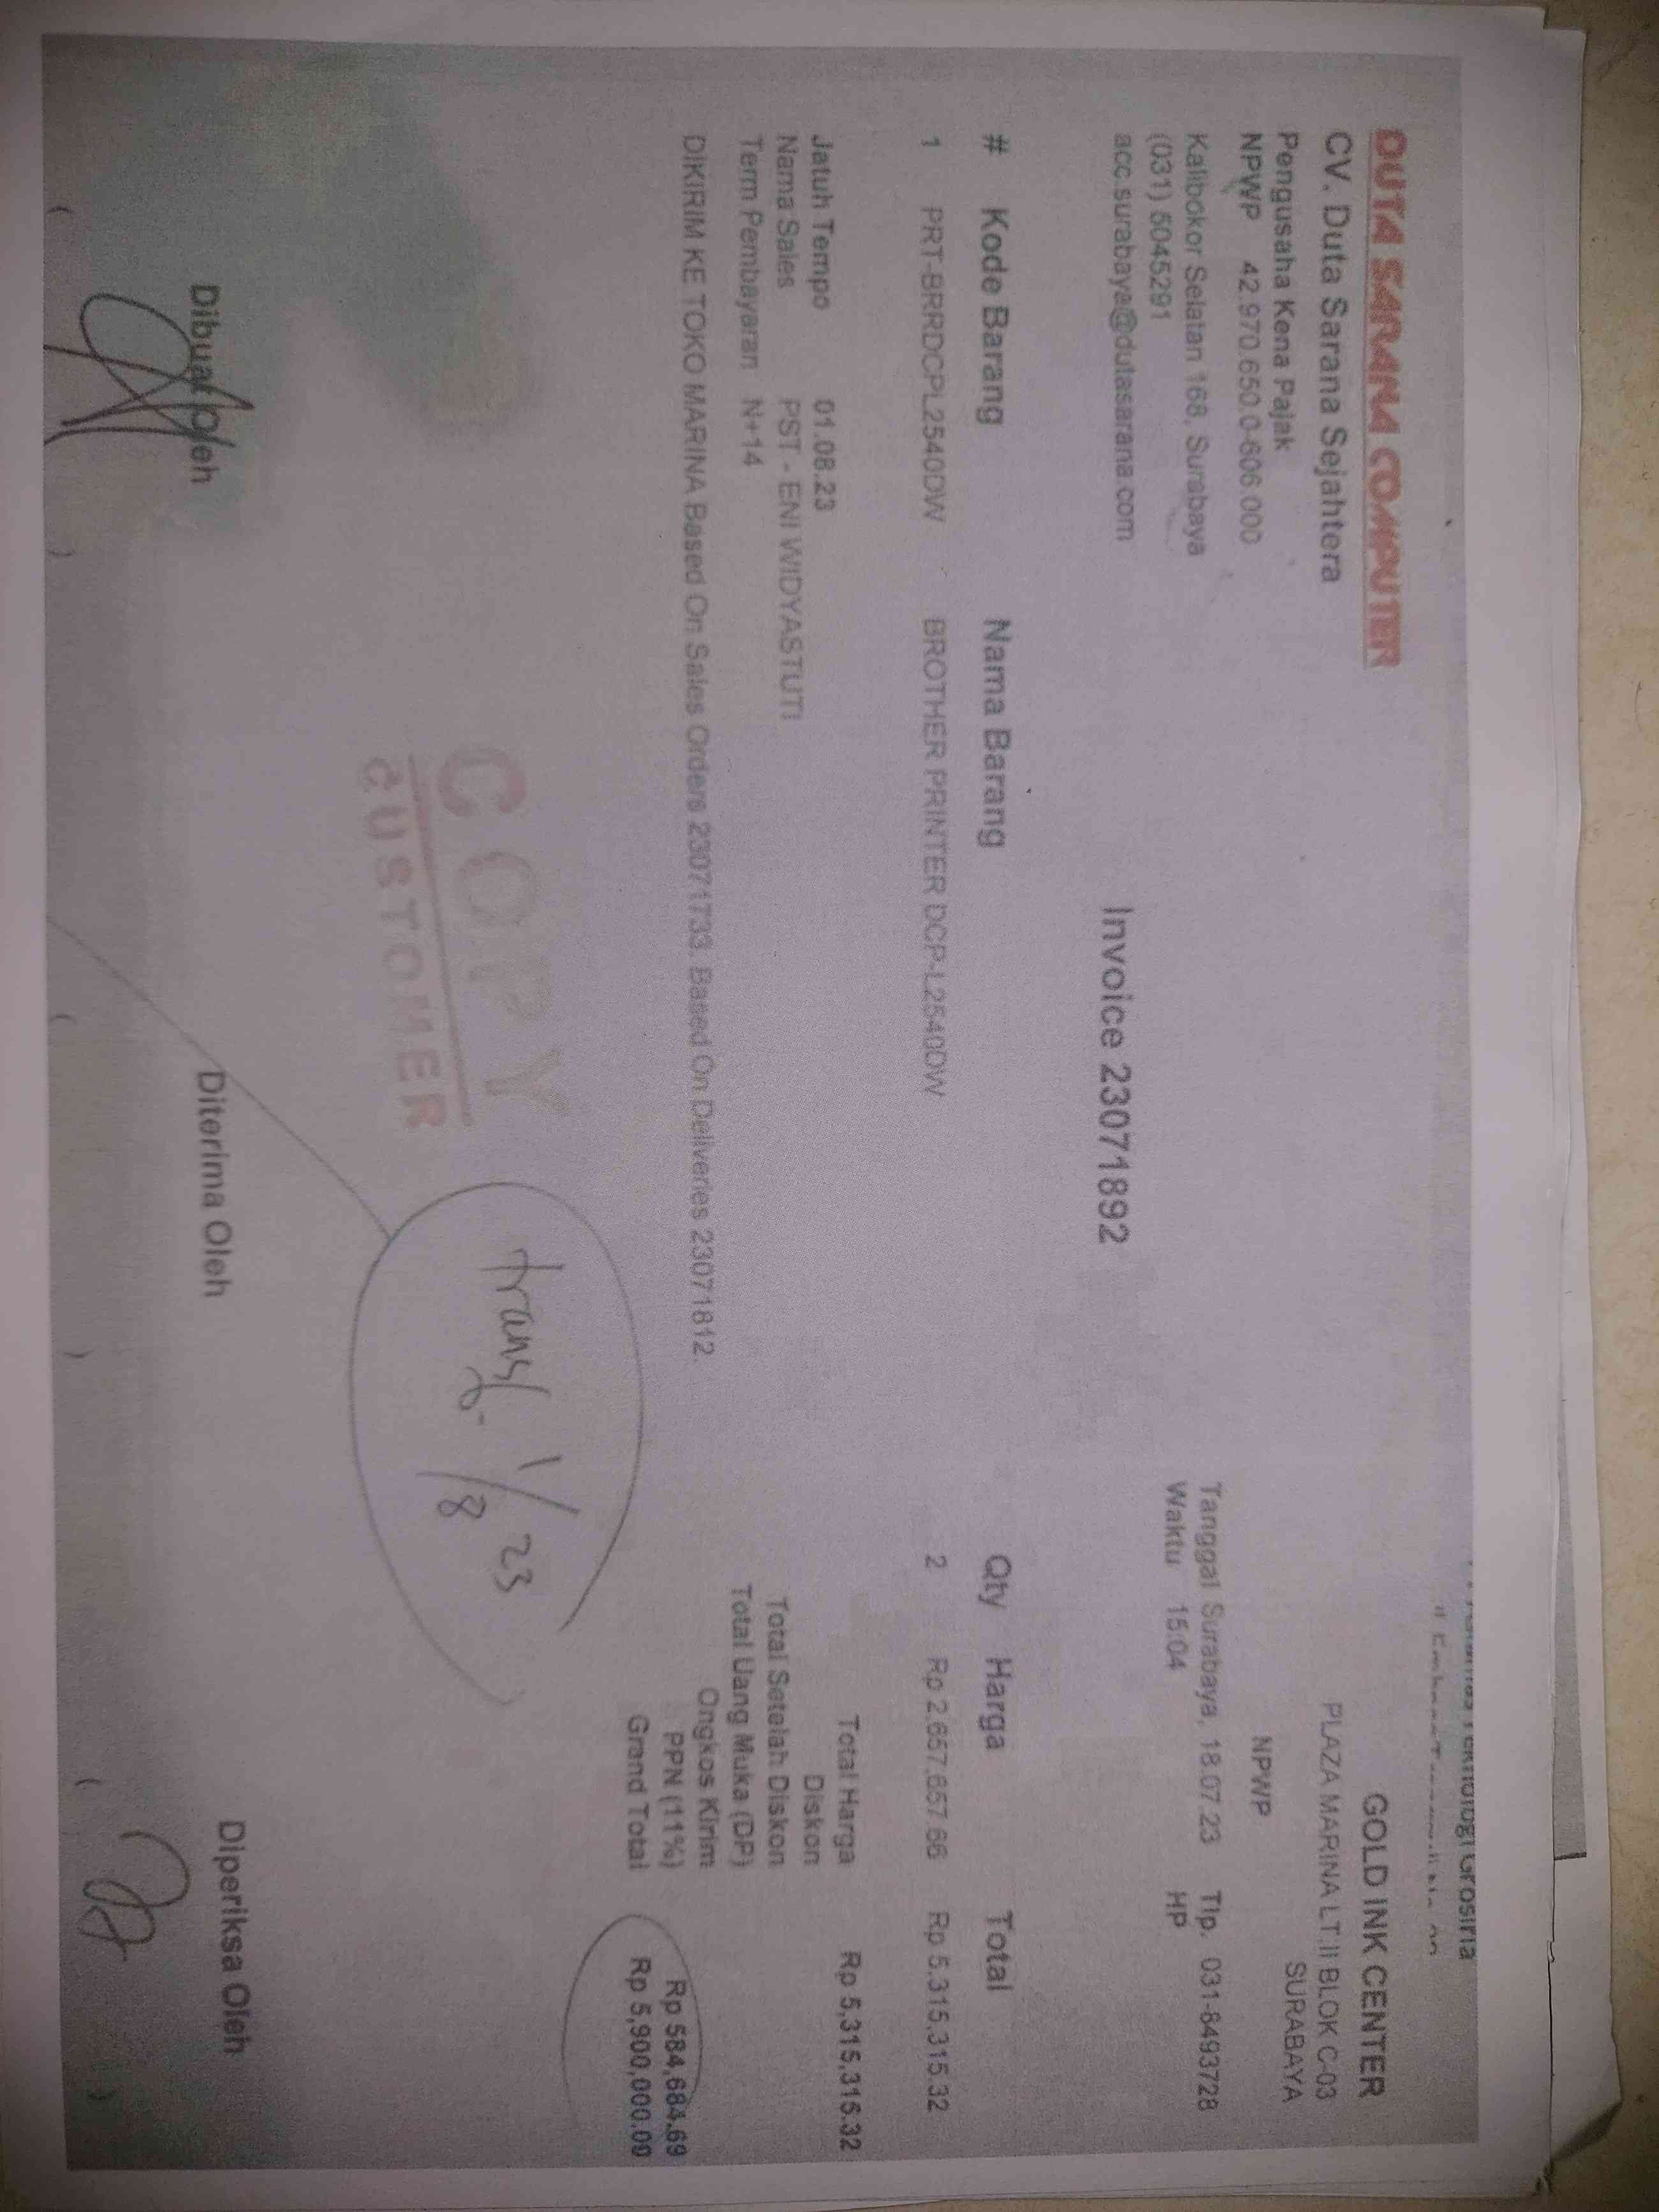 Grosiria
DUTA SARANA COMPUTER
CV. Duta Sarana Sejahtera
Pengusaha Kena Pajak
NPWP 42.970.650.0-606.000
Kalibokor Selatan 168, Surabaya
(031) 5045291
acc.surabaya@dutasarana.com
GOLD INK CENTER
PLAZA MARINA LT.II BLOK C-03
SURABAYA
NPWP
Tanggal Surabaya, 18.07.23 Tlp. 031-8493728
Waktu 15:04 HP
Invoice 23071892
# Kode Barang Nama Barang Qty Harga Total
1 PRT-BRRDCPL2540DW BROTHER PRINTER DCP-L2540DW 2 Rp 2.657.657.66 Rp 5.315.315.32
Jatuh Tempo 01.08.23
Nama Sales PST - ENI WIDYASTUTI
Term Pembayaran N+14
DIKIRIM KE TOKO MARINA Based On Sales Orders 23071733. Based On Deliveries 23071812.
Total Harga Rp 5,315,315.32
Diskon
Total Setelah Diskon
Total Uang Muka (DP)
Ongkos Kirim
PPN (11%) Rp 584,684.69
Grand Total Rp 5,900,000.00
COPY
CUSTOMER
transf 1/8 23
Dibuat oleh Diterima Oleh Diperiksa Oleh
( ) ( ) ( )